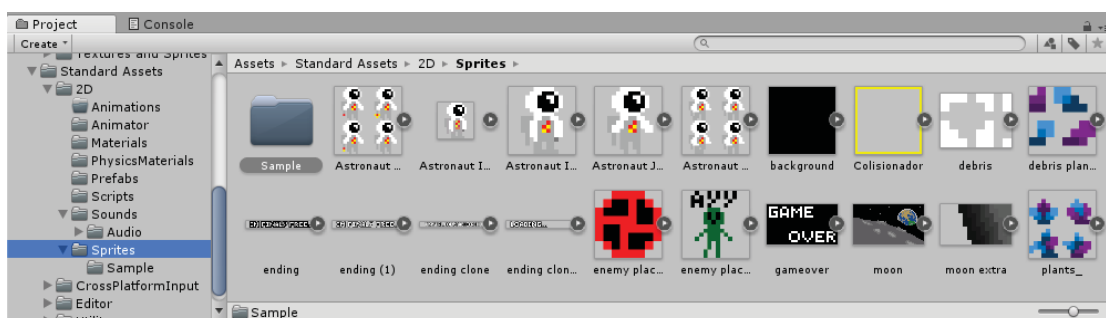 Project Console
Create
Textures and Sprites
Standard Assets
2D
Animations
Animator
Materials
PhysicsMaterials
Prefabs
Scripts
Sounds
Audio
Sprites
Sample
CrossPlatformInput
Editor
Assets Standard Assets 2D Sprites
Sample Astronaut ... Astronaut I... Astronaut I... Astronaut J... Astronaut ... background Colisionador debris debris plan...
AYY
GAME
OVER
LOADING...
ending ending (1) ending clone ending clon... enemy plac... enemy plac... gameover moon moon extra plants_
Sample